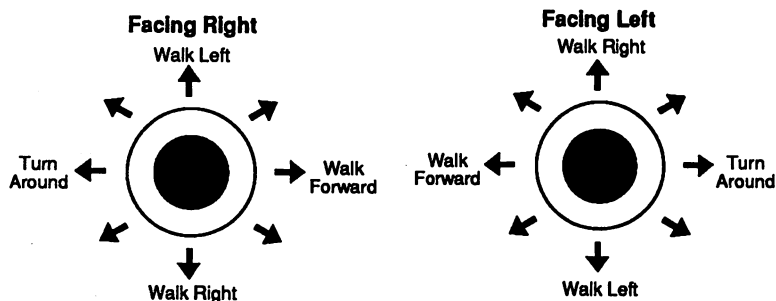 Facing Right
Walk Left
Turn
Around
Walk
Forward
Walk Right
Facing Left
Walk Right
Walk
Forward
Turn
Around
Walk Left